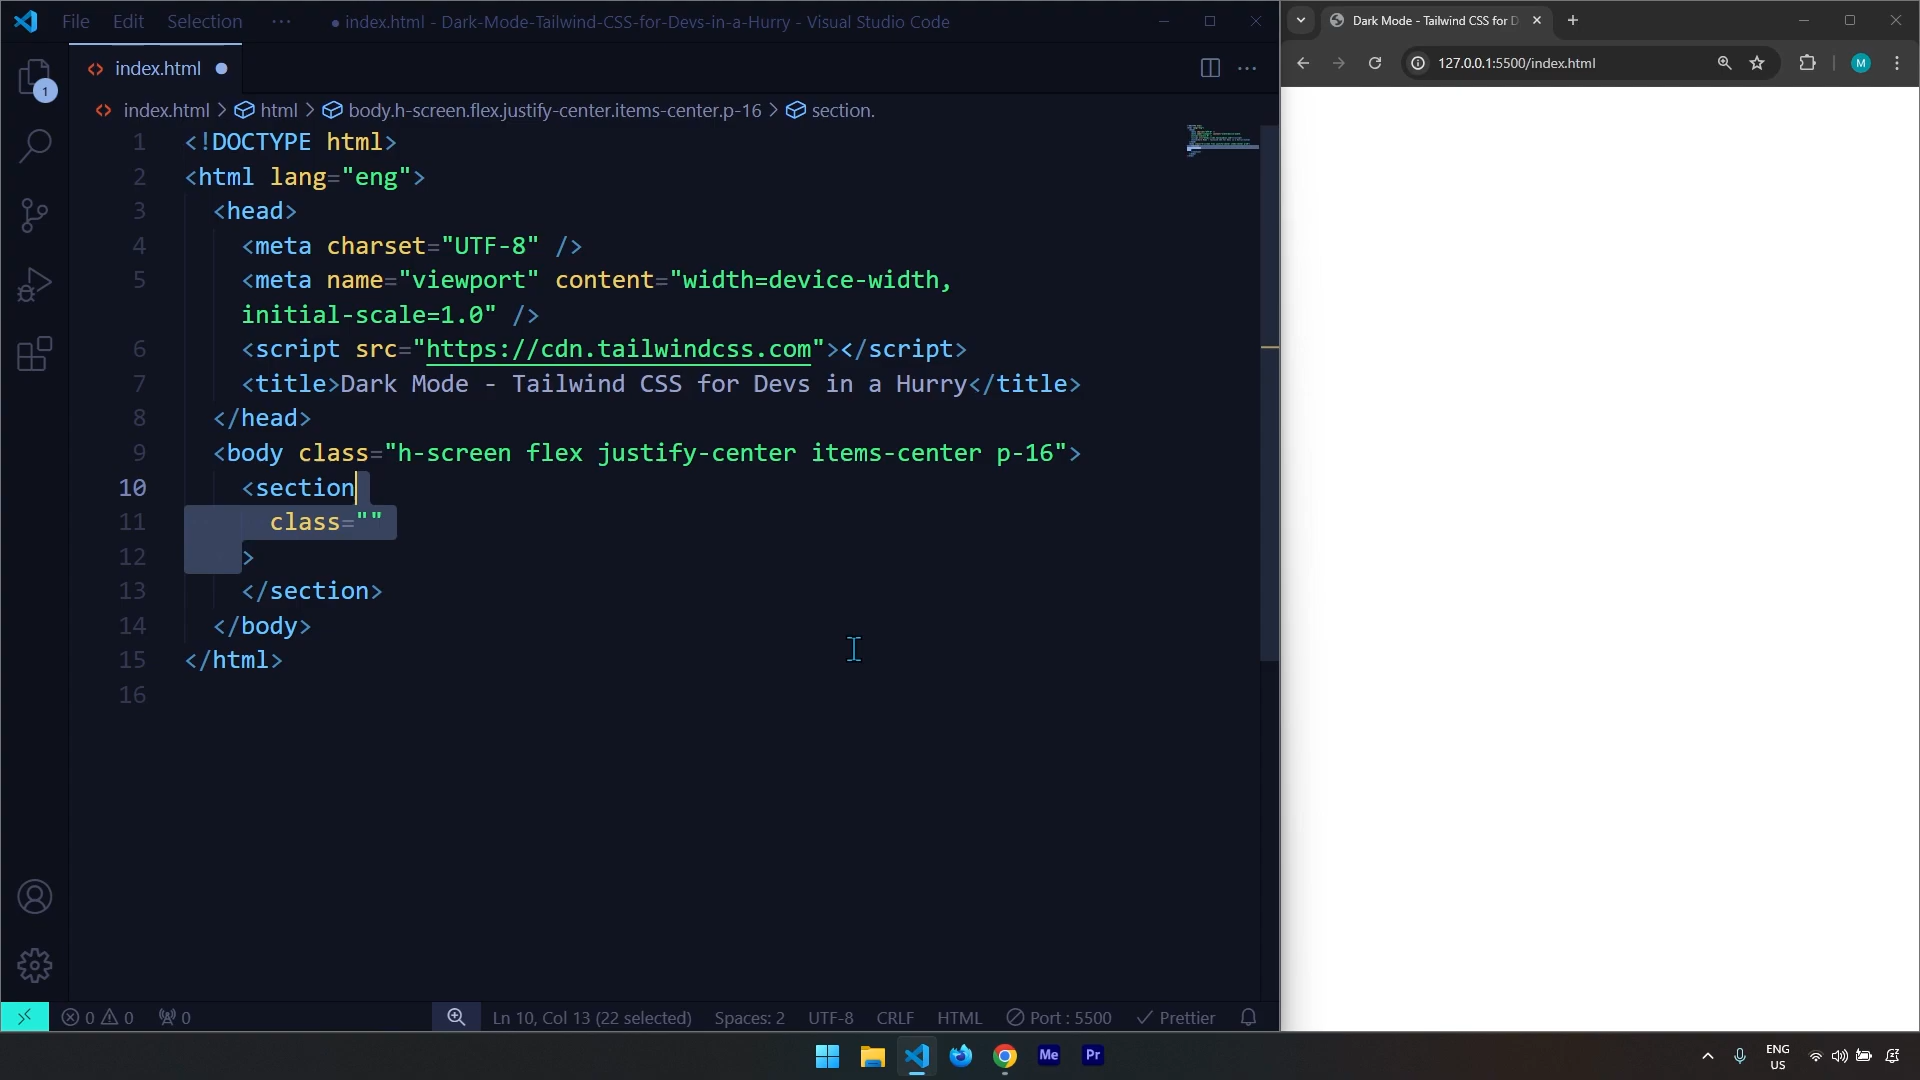 File Edit Selection ··· ● index.html - Dark-Mode-Tailwind-CSS-for-Devs-in-a-Hurry - Visual Studio Code
index.html
1
index.html > html > body.h-screen.flex.justify-center.items-center.p-16 > section.
1 <!DOCTYPE html>
2 <html lang="eng">
3 <head>
4 <meta charset="UTF-8" />
5 <meta name="viewport" content="width=device-width,
initial-scale=1.0" />
6 <script src="https://cdn.tailwindcss.com"></script>
7 <title>Dark Mode - Tailwind CSS for Devs in a Hurry</title>
8 </head>
9 <body class="h-screen flex justify-center items-center p-16">
10 <section
11 class=""
12 >
13 </section>
14 </body>
15 </html>
16
0 0 0 Ln 10, Col 13 (22 selected) Spaces: 2 UTF-8 CRLF HTML Port : 5500 Prettier
Dark Mode - Tailwind CSS for D
127.0.0.1:5500/index.html M
Me Pr
ENG
US